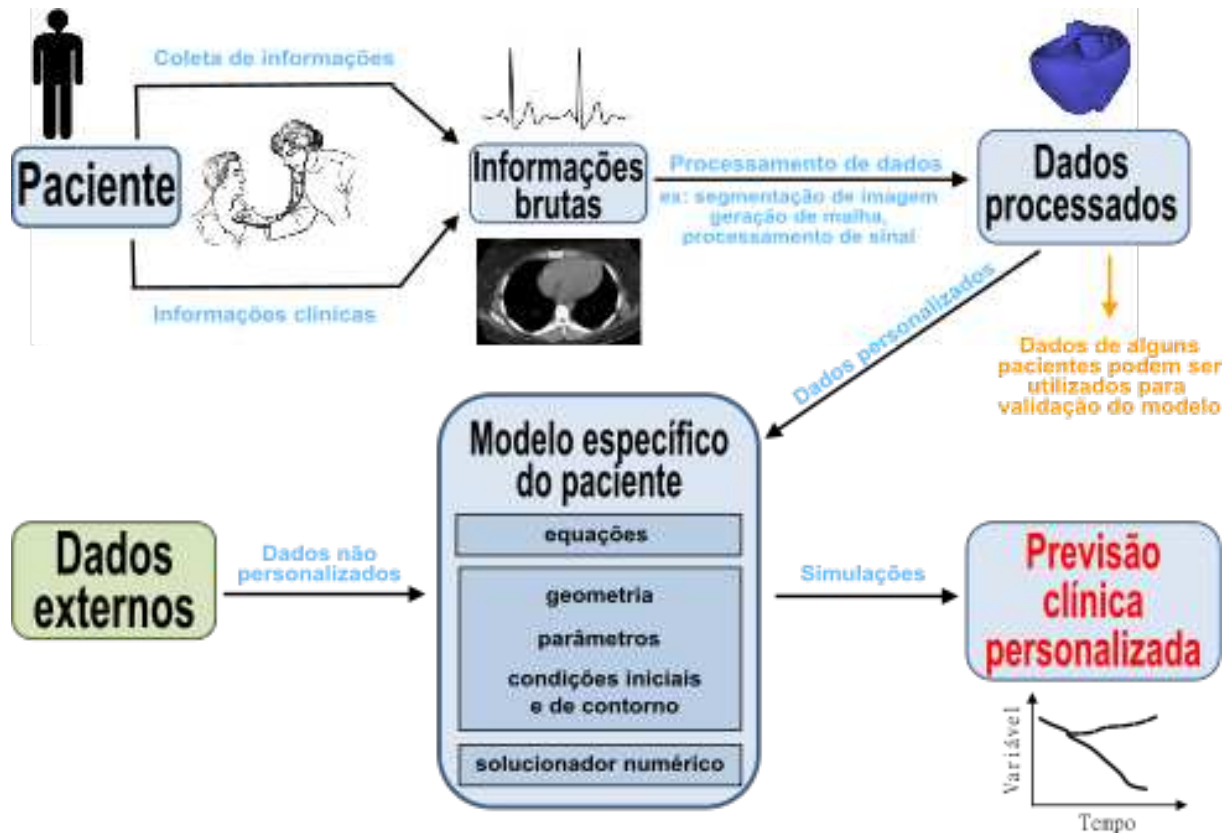 Coleta de informações
Paciente
Informações clínicas
Informações
brutas
Processamento de dados
ex: segmentação de imagem
geração de malha,
processamento de sinal
Dados
processados
Dados de alguns
pacientes podem ser
utilizados para
validação do modelo
Dados personalizados
Dados
externos
Dados não
personalizados
Modelo específico
do paciente
equações
geometria
parâmetros
condições iniciais
e de contorno
solucionador numérico
Simulações
Previsão
clínica
personalizada
Variável
Tempo